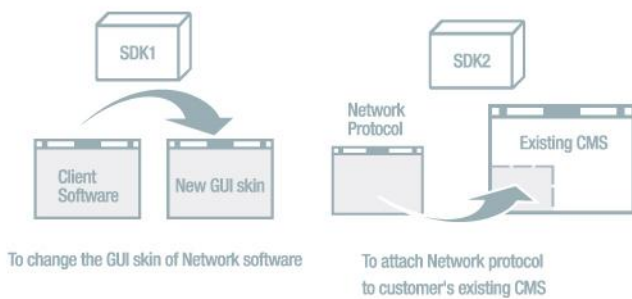 SDK1
Client
Software
New GUI skin
To change the GUI skin of Network software
SDK2
Network
Protocol
Existing CMS
To attach Network protocol
to customer's existing CMS